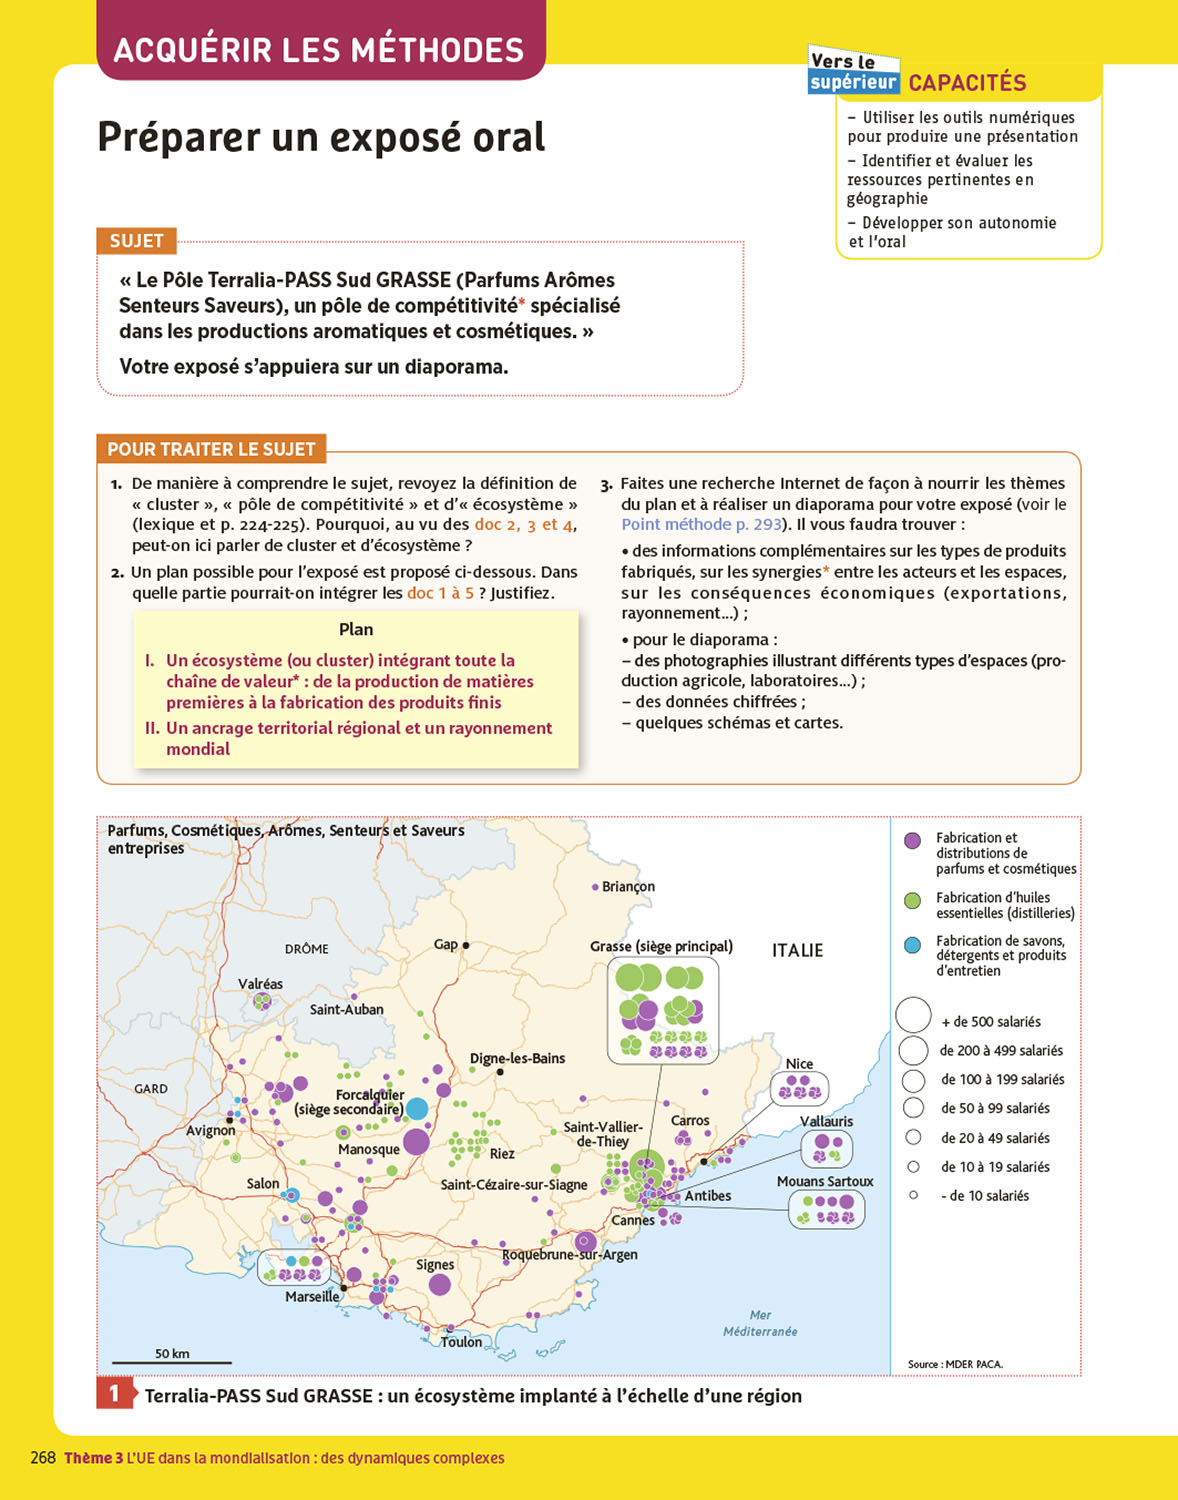 ACQUÉRIR LES MÉTHODES
Préparer un exposé oral
Vers le
supérieur
CAPACITÉS
– Utiliser les outils numériques
pour produire une présentation
– Identifier et évaluer les
ressources pertinentes en
géographie
– Développer son autonomie
et l'oral
SUJET
« Le Pôle Terralia-PASS Sud GRASSE (Parfums Arômes
Senteurs Saveurs), un pôle de compétitivité* spécialisé
dans les productions aromatiques et cosmétiques. »
Votre exposé s'appuiera sur un diaporama.
POUR TRAITER LE SUJET
1. De manière à comprendre le sujet, revoyez la définition de
« cluster », « pôle de compétitivité » et d'« écosystème »
(lexique et p. 224-225). Pourquoi, au vu des doc 2, 3 et 4,
peut-on ici parler de cluster et d'écosystème ?
2. Un plan possible pour l'exposé est proposé ci-dessous. Dans
quelle partie pourrait-on intégrer les doc 1 à 5 ? Justifiez.
Plan
I. Un écosystème (ou cluster) intégrant toute la
chaîne de valeur* : de la production de matières
premières à la fabrication des produits finis
II. Un ancrage territorial régional et un rayonnement
mondial
3. Faites une recherche Internet de façon à nourrir les thèmes
du plan et à réaliser un diaporama pour votre exposé (voir le
Point méthode p. 293). Il vous faudra trouver :
• des informations complémentaires sur les types de produits
fabriqués, sur les synergies* entre les acteurs et les espaces,
sur les conséquences économiques (exportations,
rayonnement...) ;
• pour le diaporama :
– des photographies illustrant différents types d'espaces (pro-
duction agricole, laboratoires...) ;
– des données chiffrées ;
– quelques schémas et cartes.
Parfums, Cosmétiques, Arômes, Senteurs et Saveurs
entreprises
Briançon
Gap
DRÔME
Grasse (siège principal)
ITALIE
Valréas
Saint-Auban
Digne-les-Bains
Nice
GARD
Forcalquier
(siège secondaire)
Avignon
Manosque
Riez
Saint-Vallier-
de-Thiey
Carros
Vallauris
Salon
Saint-Cézaire-sur-Siagne
Antibes
Mouans Sartoux
Cannes
Roquebrune-sur-Argen
Signes
Marseille
Toulon
Mer
Méditerranée
50 km
Fabrication et
distributions de
parfums et cosmétiques
Fabrication d'huiles
essentielles (distilleries)
Fabrication de savons,
détergents et produits
d'entretien
+ de 500 salariés
de 200 à 499 salariés
de 100 à 199 salariés
de 50 à 99 salariés
de 20 à 49 salariés
de 10 à 19 salariés
- de 10 salariés
Source : MDER PACA.
1 Terralia-PASS Sud GRASSE : un écosystème implanté à l'échelle d'une région
268 Thème 3 L'UE dans la mondialisation : des dynamiques complexes